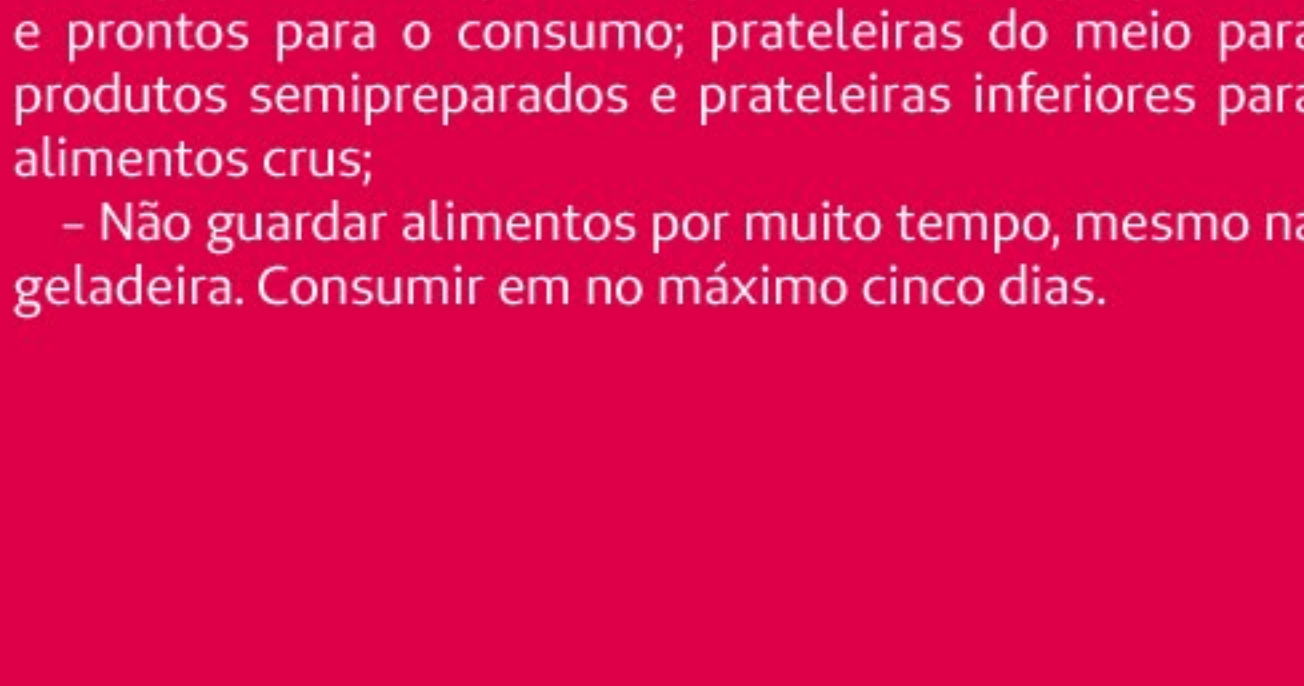 e prontos para o consumo; prateleiras do meio para
produtos semipreparados e prateleiras inferiores para
alimentos crus;
– Não guardar alimentos por muito tempo, mesmo na
geladeira. Consumir em no máximo cinco dias.